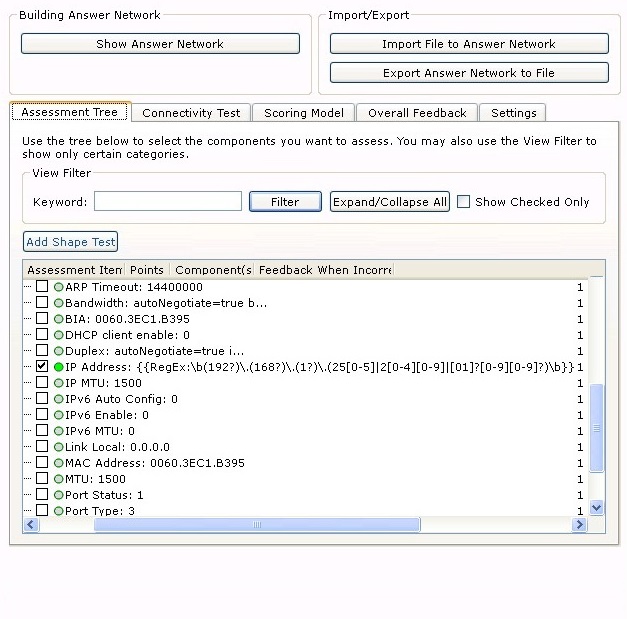 Building Answer Network
Import/Export
Show Answer Network
Import File to Answer Network
Export Answer Network to File
Assessment Tree
Connectivity Test
Scoring Model
Overall Feedback
Settings
Use the tree below to select the components you want to assess. You may also use the View Filter to
show only certain categories.
View Filter
Keyword:
Filter
Expand/Collapse All
Show Checked Only
Add Shape Test
Assessment Item Points Component(s Feedback When Incorre
ARP Timeout: 14400000 1
Bandwidth: autoNegotiate=true b... 1
BIA: 0060.3EC1.B395 1
DHCP client enable: 0 1
Duplex: autoNegotiate=true i... 1
IP Address: {{RegEx:\b(192?)\.(168?)\.(1?)\.(25[0-5]|2[0-4][0-9]|[01]?[0-9][0-9]?)\b}} 1
IP MTU: 1500 1
IPv6 Auto Config: 0 1
IPv6 Enable: 0 1
IPv6 MTU: 0 1
Link Local: 0.0.0.0 1
MAC Address: 0060.3EC1.B395 1
MTU: 1500 1
Port Status: 1 1
Port Type: 3 1